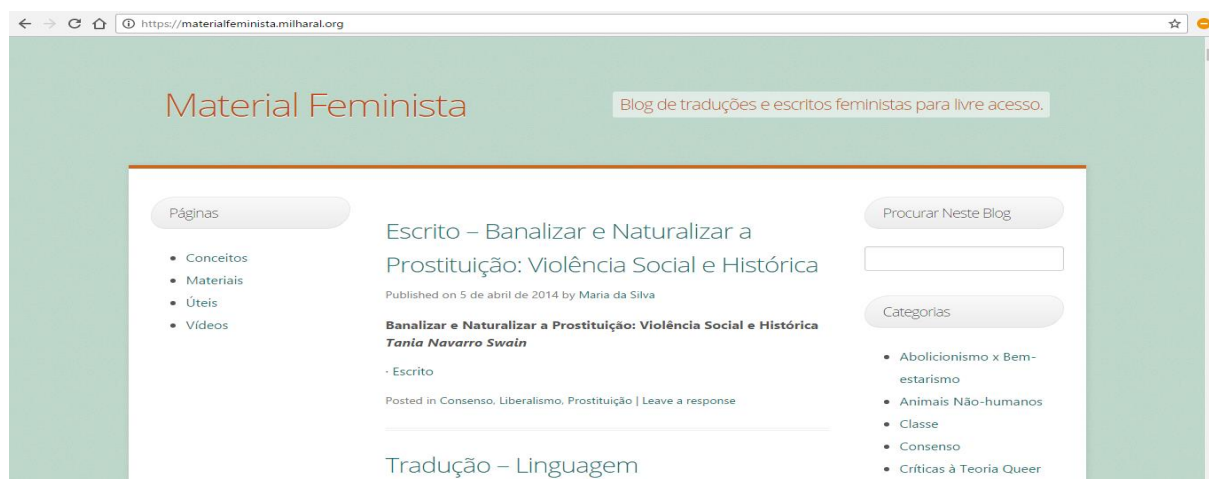 https://materialfeminista.milharal.org
Material Feminista
Blog de traduções e escritos feministas para livre acesso.
Páginas
• Conceitos
• Materiais
• Úteis
• Vídeos
Escrito – Banalizar e Naturalizar a
Prostituição: Violência Social e Histórica
Published on 5 de abril de 2014 by Maria da Silva
Banalizar e Naturalizar a Prostituição: Violência Social e Histórica
Tania Navarro Swain
· Escrito
Posted in Consenso, Liberalismo, Prostituição | Leave a response
Tradução – Linguagem
Procurar Neste Blog
Categorias
• Abolicionismo x Bem-
estarismo
• Animais Não-humanos
• Classe
• Consenso
• Críticas à Teoria Queer